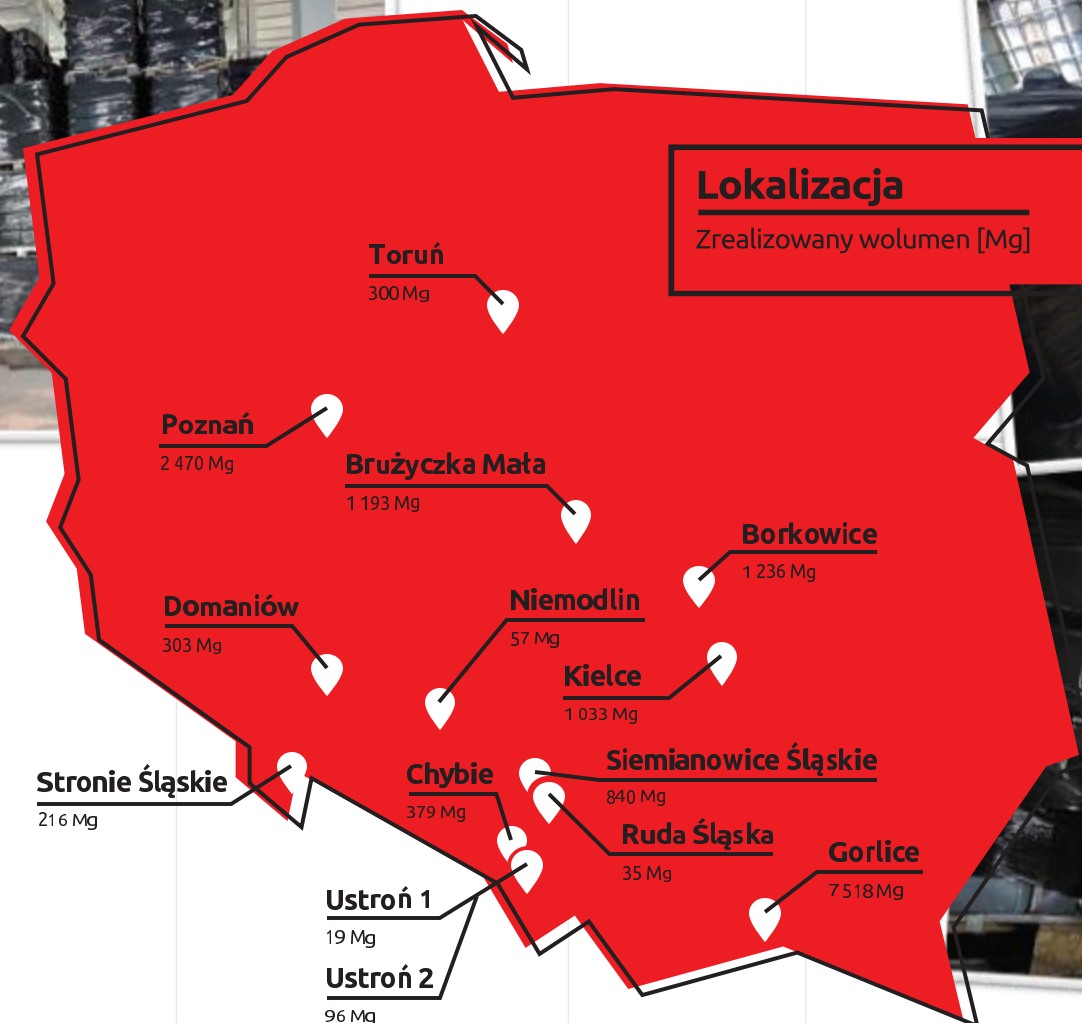 Lokalizacja
Zrealizowany wolumen [Mg]
Toruń
300 Mg
Poznań
2 470 Mg
Brużyczka Mała
1 193 Mg
Borkowice
1 236 Mg
Domaniów
303 Mg
Niemodlin
57 Mg
Kielce
1 033 Mg
Stronie Śląskie
216 Mg
Chybie
379 Mg
Siemianowice Śląskie
840 Mg
Ruda Śląska
35 Mg
Gorlice
7 518 Mg
Ustroń 1
19 Mg
Ustroń 2
96 Mg